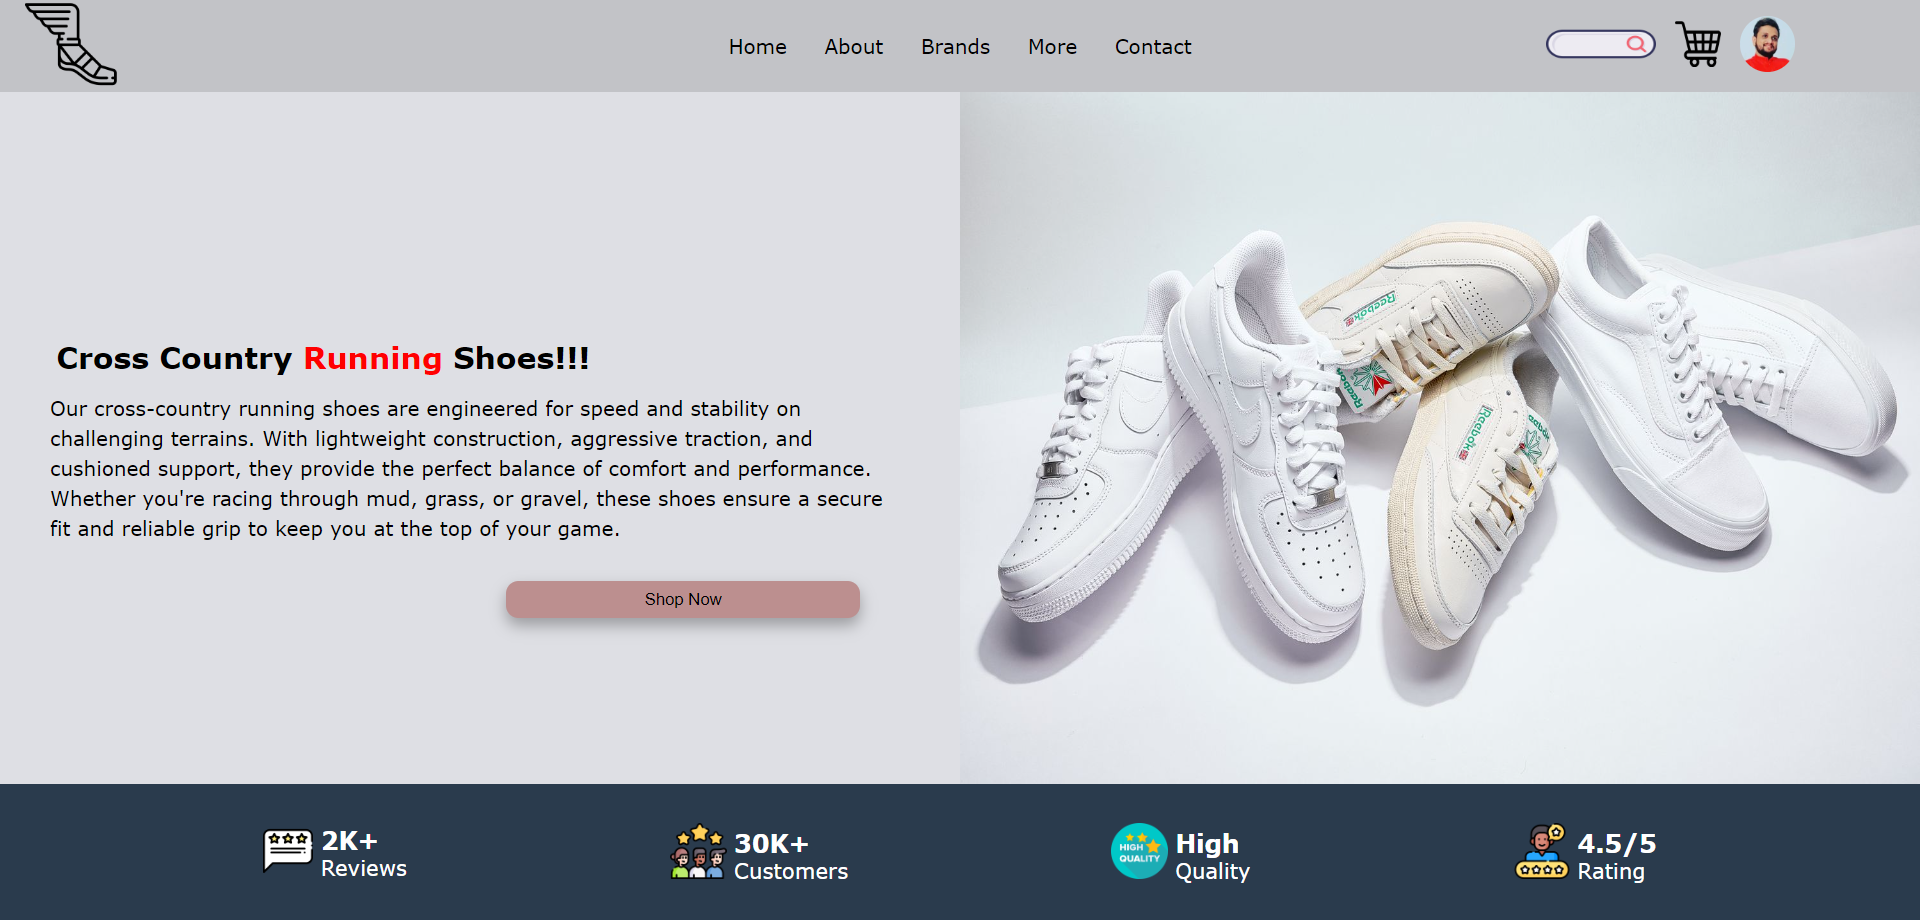 Home About Brands More Contact
Cross Country Running Shoes!!!
Our cross-country running shoes are engineered for speed and stability on
challenging terrains. With lightweight construction, aggressive traction, and
cushioned support, they provide the perfect balance of comfort and performance.
Whether you're racing through mud, grass, or gravel, these shoes ensure a secure
fit and reliable grip to keep you at the top of your game.
Shop Now
Reebok
Reebok
Reebok
2K+
Reviews
30K+
Customers
HIGH
QUALITY
High
Quality
4.5/5
Rating